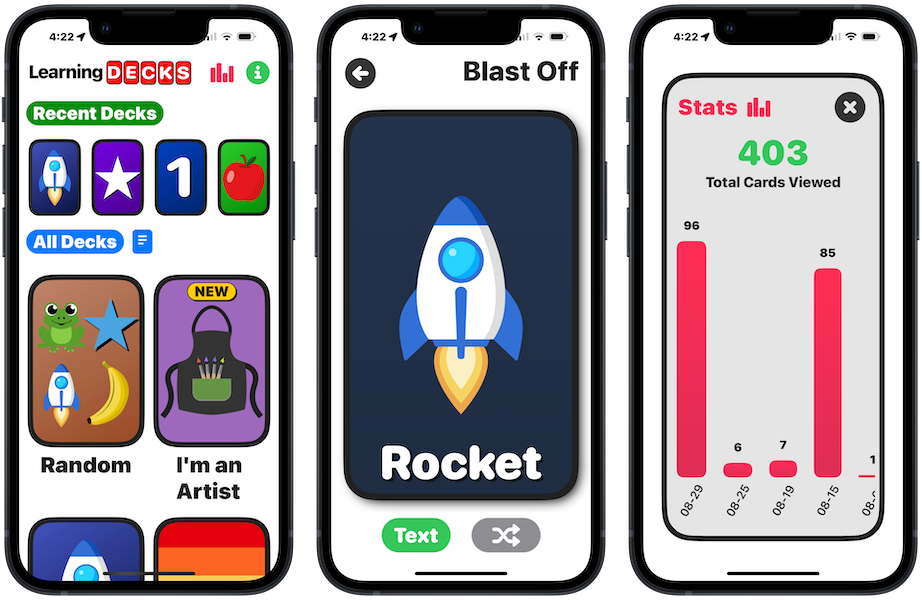 4:22
Learning DECKS
Recent Decks
1
All Decks
NEW
Random
I'm an
Artist
4:22
Blast Off
Rocket
Text
4:22
Stats
403
Total Cards Viewed
96
85
6
7
1
08-29
08-25
08-19
08-15